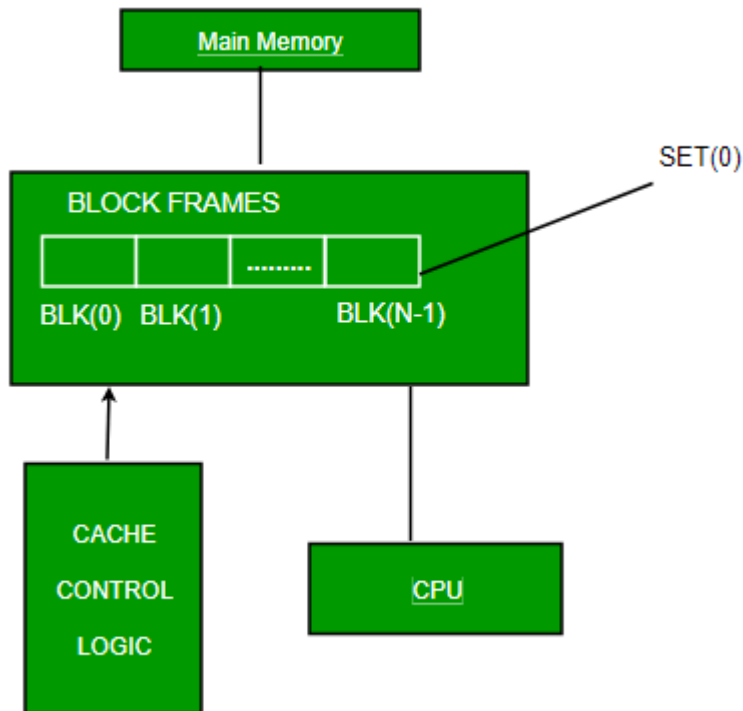 Main Memory
SET(0)
BLOCK FRAMES
.........
BLK(0) BLK(1) BLK(N-1)
CACHE
CONTROL
LOGIC
CPU